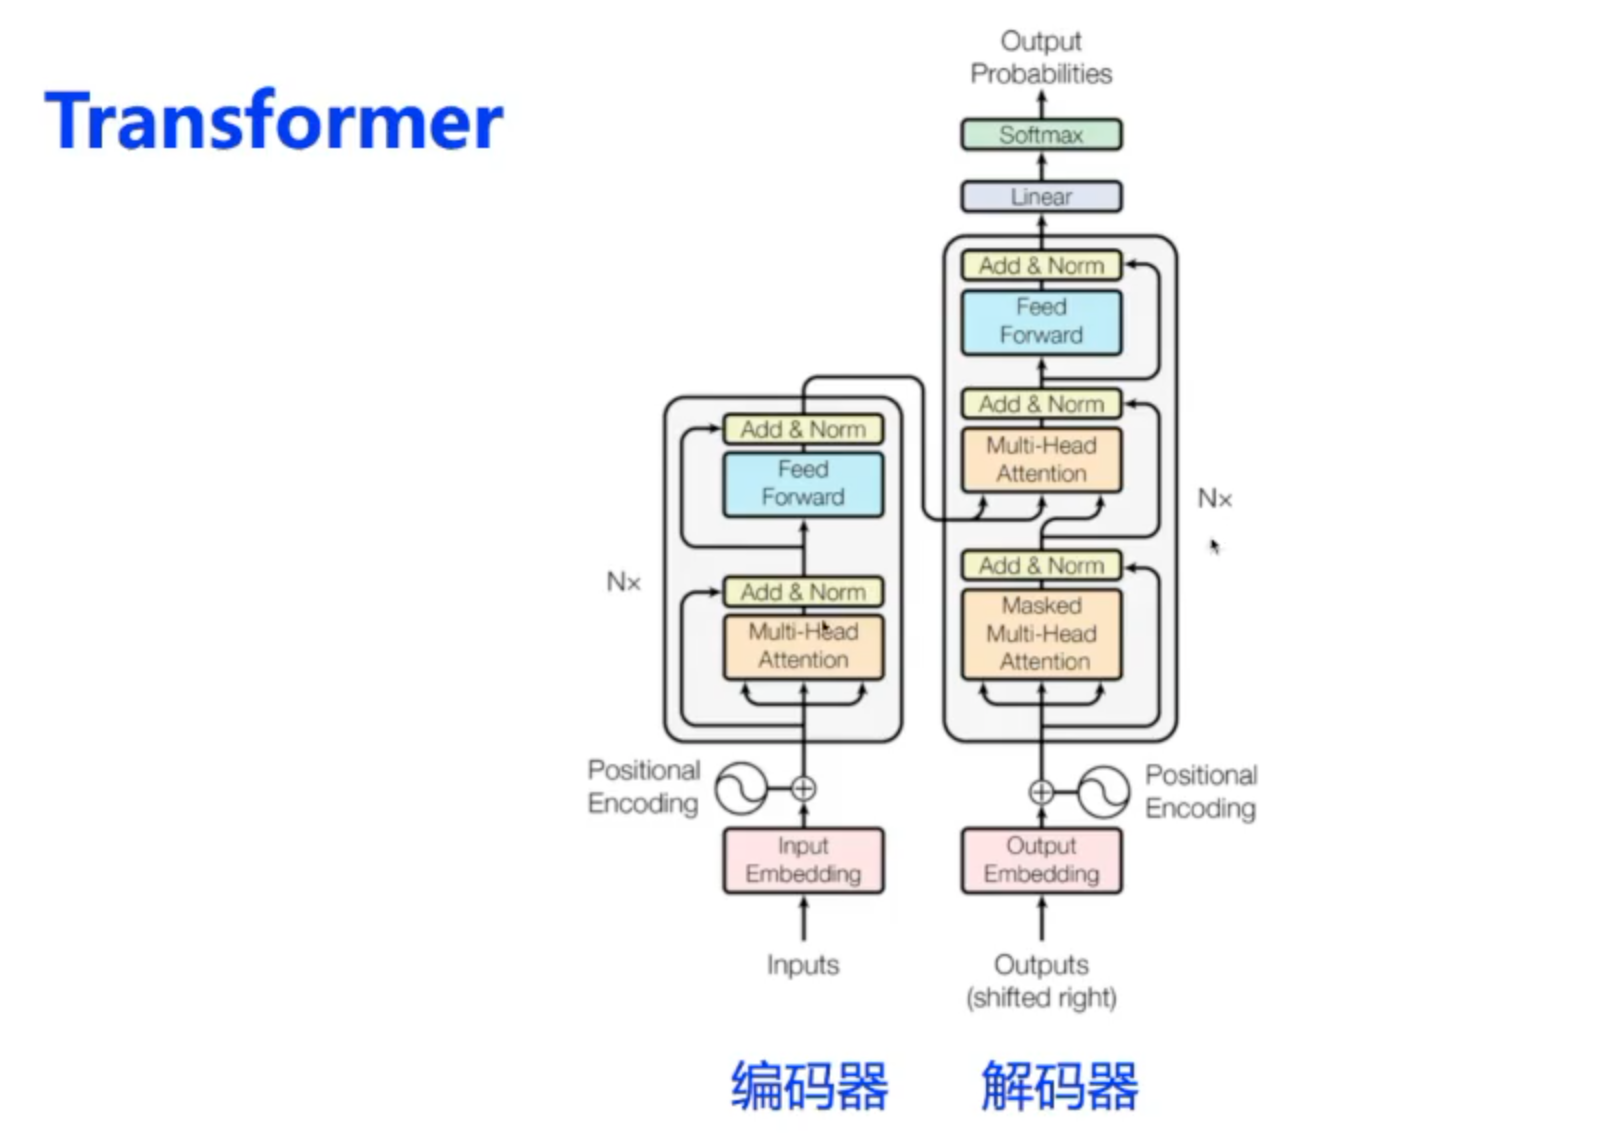 Transformer
Output
Probabilities
Softmax
Linear
Add & Norm
Feed
Forward
Add & Norm
Multi-Head
Attention
Nx
Add & Norm
Masked
Multi-Head
Attention
Add & Norm
Feed
Forward
Nx
Add & Norm
Multi-Head
Attention
Positional
Encoding
Positional
Encoding
Input
Embedding
Output
Embedding
Inputs
Outputs
(shifted right)
编码器
解码器